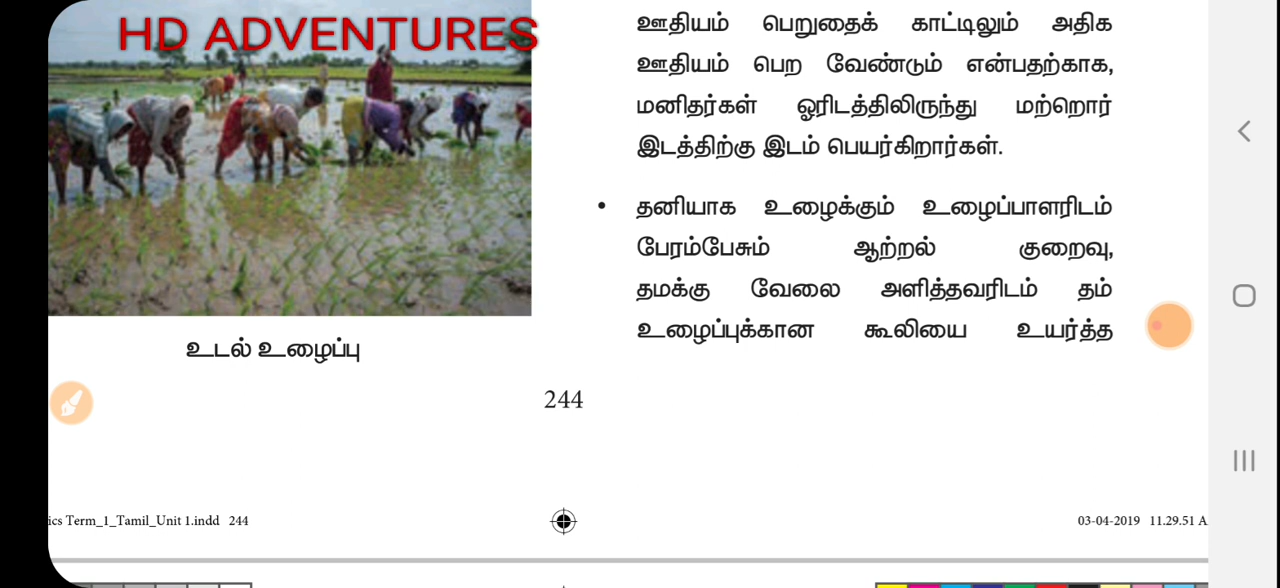 HD ADVENTURES
உடல் உழைப்பு
ஊதியம் பெறுதைக் காட்டிலும் அதிக
ஊதியம் பெற வேண்டும் என்பதற்காக,
மனிதர்கள் ஓரிடத்திலிருந்து மற்றொர்
இடத்திற்கு இடம் பெயர்கிறார்கள்.
• தனியாக உழைக்கும் உழைப்பாளரிடம்
பேரம்பேசும் ஆற்றல் குறைவு,
தமக்கு வேலை அளித்தவரிடம் தம்
உழைப்புக்கான கூலியை உயர்த்த
244
ics Term_1_Tamil_Unit 1.indd 244
03-04-2019 11.29.51 A